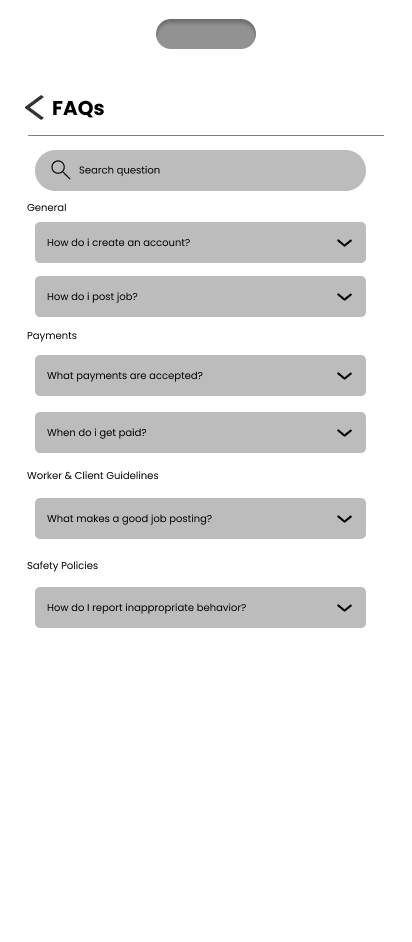 FAQs
Search question
General
How do i create an account?
How do i post job?
Payments
What payments are accepted?
When do i get paid?
Worker & Client Guidelines
What makes a good job posting?
Safety Policies
How do I report inappropriate behavior?